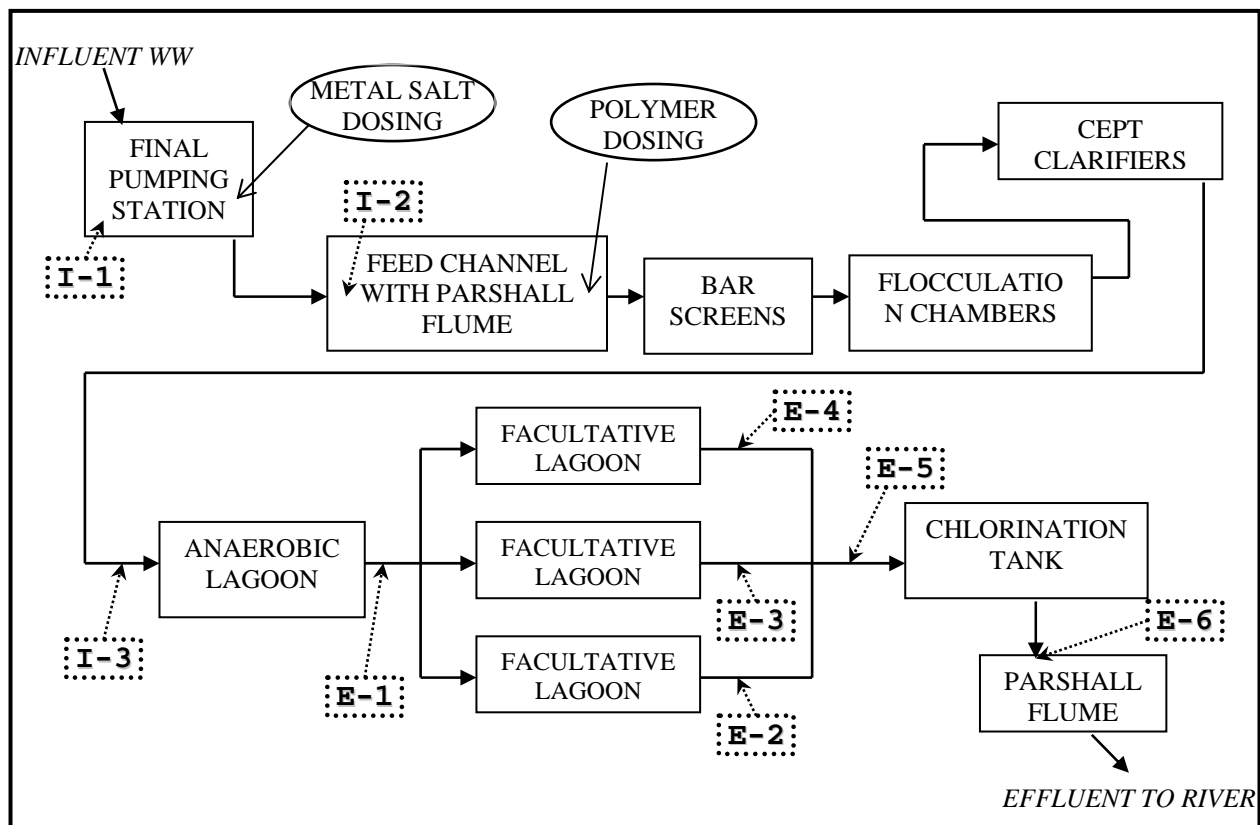 INFLUENT WW
METAL SALT
DOSING
POLYMER
DOSING
CEPT
CLARIFIERS
FINAL
PUMPING
STATION
I-1
I-2
FEED CHANNEL
WITH PARSHALL
FLUME
BAR
SCREENS
FLOCCULATIO
N CHAMBERS
FACULTATIVE
LAGOON
E-4
E-5
ANAEROBIC
LAGOON
FACULTATIVE
LAGOON
CHLORINATION
TANK
I-3
E-1
E-3
E-6
FACULTATIVE
LAGOON
E-2
PARSHALL
FLUME
EFFLUENT TO RIVER